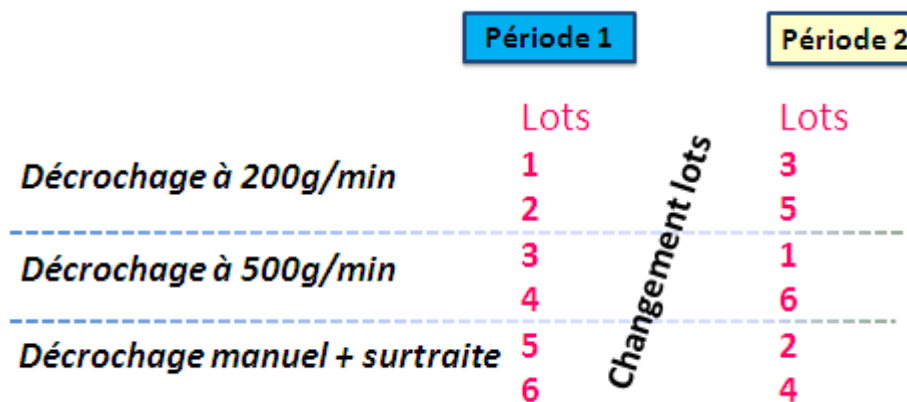 Période 1 Période 2
Lots Lots
Décrochage à 200g/min 1 3
2 5
Décrochage à 500g/min 3 1
4 6
Décrochage manuel + surtraite 5 2
6 4
Changement lots